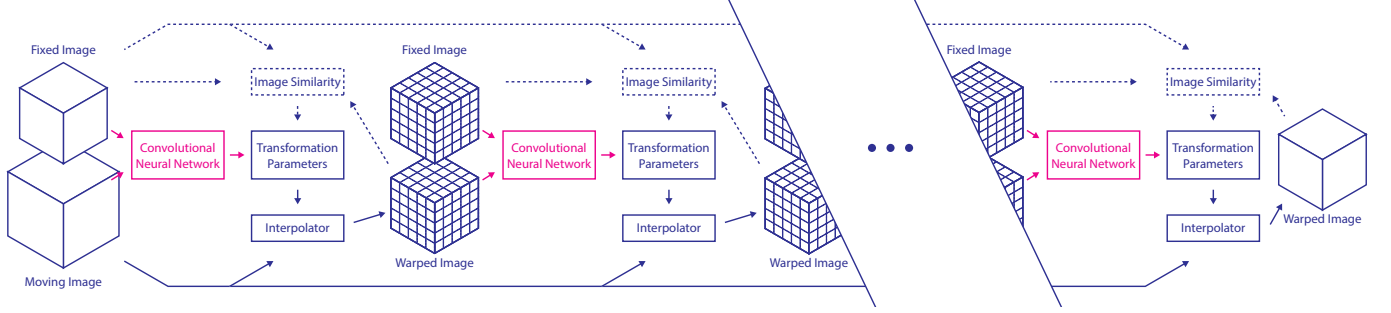 Fixed Image
Image Similarity
Convolutional
Neural Network
Transformation
Parameters
Interpolator
Moving Image
Fixed Image
Image Similarity
Convolutional
Neural Network
Transformation
Parameters
Interpolator
Warped Image
Warped Image
Fixed Image
Image Similarity
Convolutional
Neural Network
Transformation
Parameters
Interpolator
Warped Image